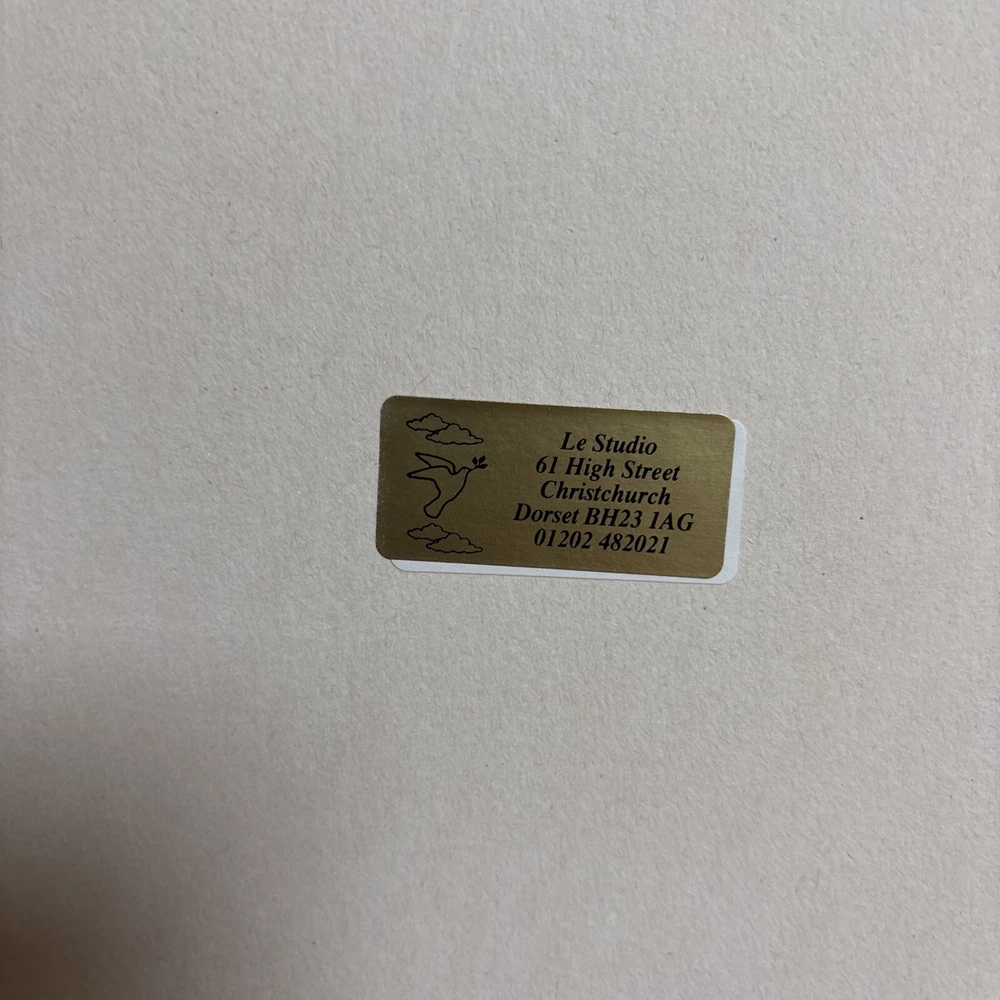 Le Studio
61 High Street
Christchurch
Dorset BH23 1AG
01202 482021